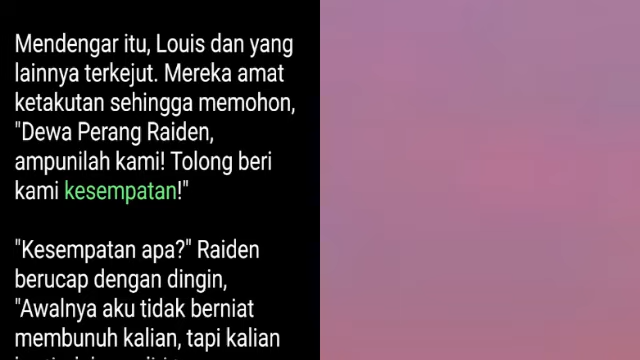 Mendengar itu, Louis dan yang
lainnya terkejut. Mereka amat
ketakutan sehingga memohon,
"Dewa Perang Raiden,
ampunilah kami! Tolong beri
kami kesempatan!"
"Kesempatan apa?" Raiden
berucap dengan dingin,
"Awalnya aku tidak berniat
membunuh kalian, tapi kalian